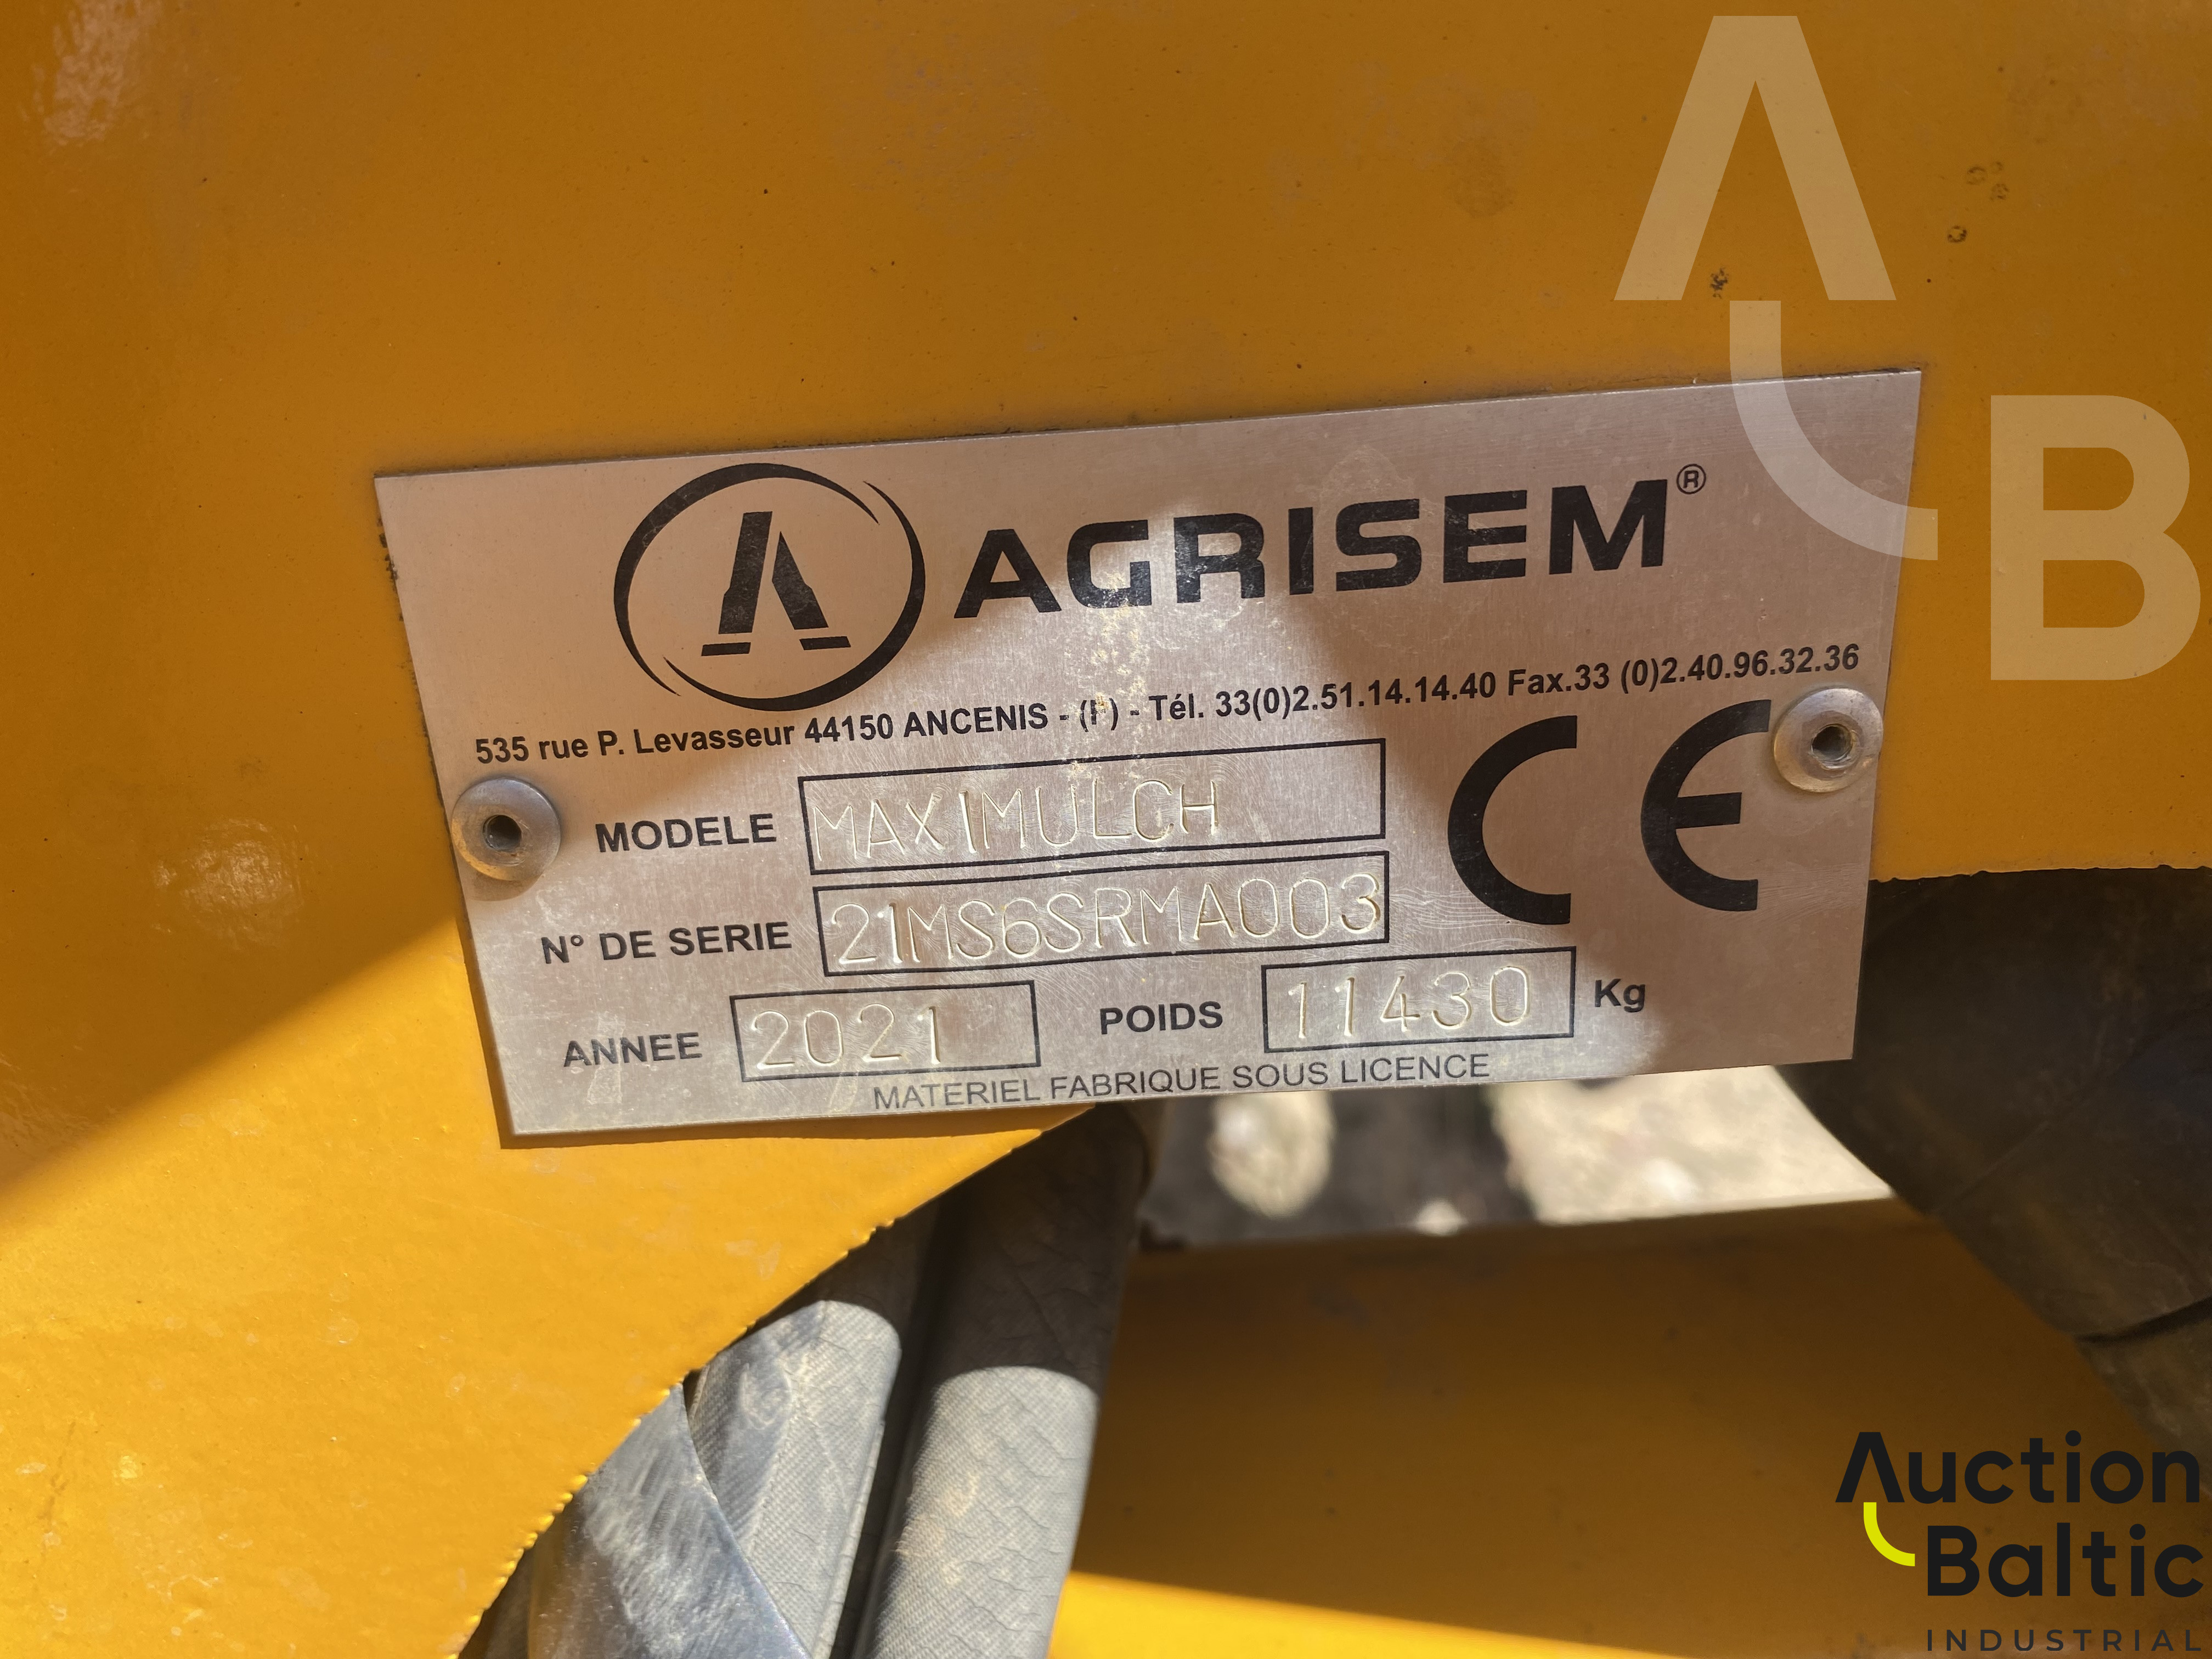 AGRISEM®
535 rue P. Levasseur 44150 ANCENIS - (F) - Tél. 33(0)2.51.14.14.40 Fax.33 (0)2.40.96.32.36
MODELE MAXIMULCH
CE
N° DE SERIE 21MS6SRMA003
ANNEE 2021 POIDS 11430 Kg
MATERIEL FABRIQUE SOUS LICENCE
A
B
Auction
Baltic
INDUSTRIAL